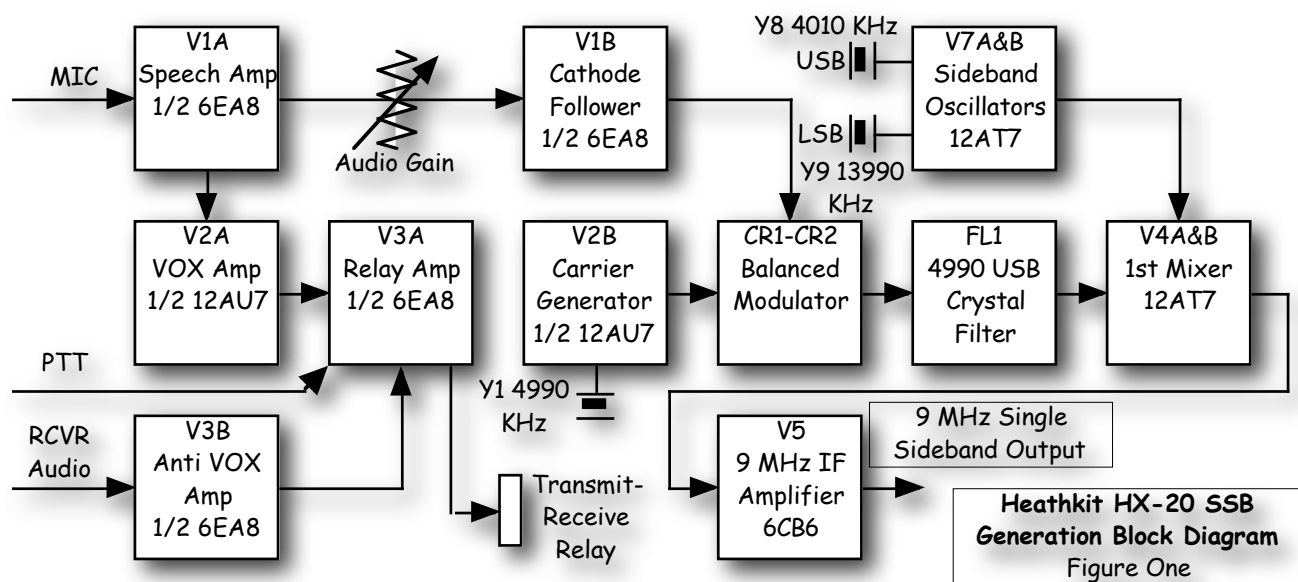 V1A
Speech Amp
1/2 6EA8
MIC
Audio Gain
V1B
Cathode
Follower
1/2 6EA8
Y8 4010 KHz
USB
LSB
Y9 13990
KHz
V7A&B
Sideband
Oscillators
12AT7
V2A
VOX Amp
1/2 12AU7
V3A
Relay Amp
1/2 6EA8
V2B
Carrier
Generator
1/2 12AU7
CR1-CR2
Balanced
Modulator
FL1
4990 USB
Crystal
Filter
V4A&B
1st Mixer
12AT7
PTT
Y1 4990
KHz
RCVR
Audio
V3B
Anti VOX
Amp
1/2 6EA8
Transmit-
Receive
Relay
V5
9 MHz IF
Amplifier
6CB6
9 MHz Single
Sideband Output
Heathkit HX-20 SSB
Generation Block Diagram
Figure One